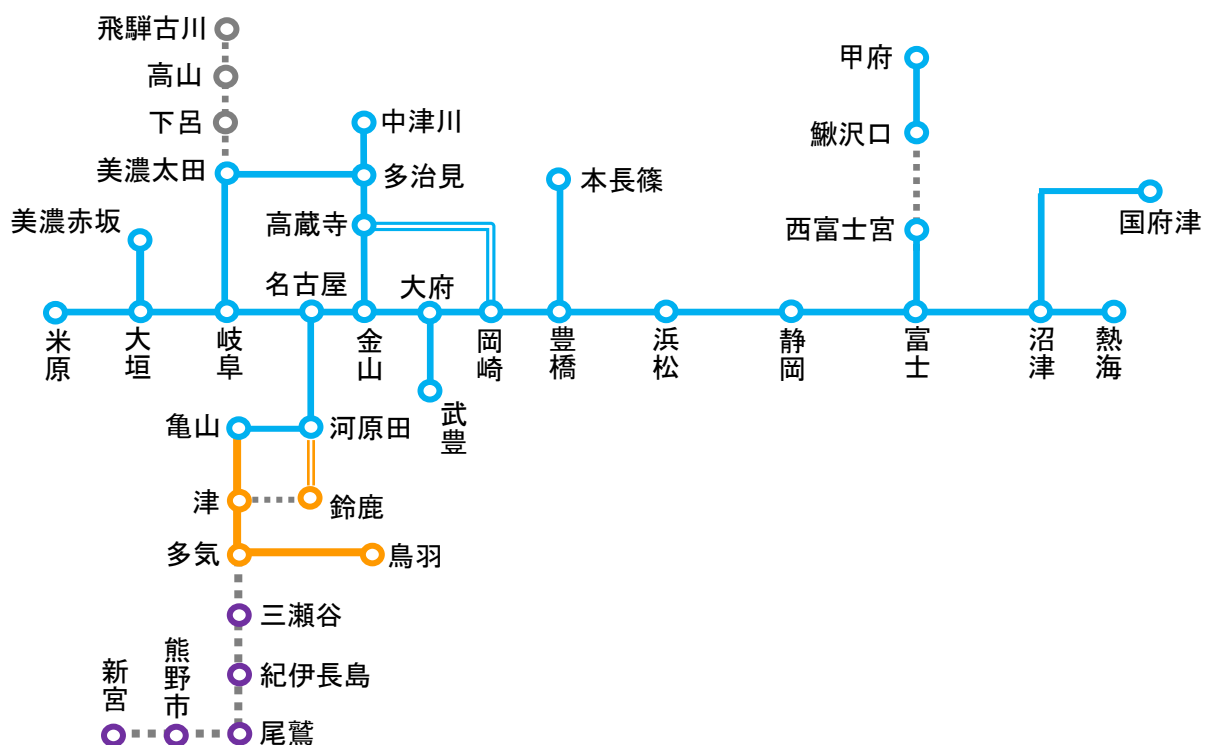 飛騨古川
高山
下呂
美濃太田
美濃赤坂
中津川
多治見
高蔵寺
本長篠
甲府
鰍沢口
西富士宮
国府津
名古屋
大府
米原
大垣
岐阜
金山
岡崎
豊橋
浜松
静岡
富士
沼津
熱海
武豊
亀山
河原田
津
鈴鹿
多気
鳥羽
三瀬谷
紀伊長島
尾鷲
熊野市
新宮